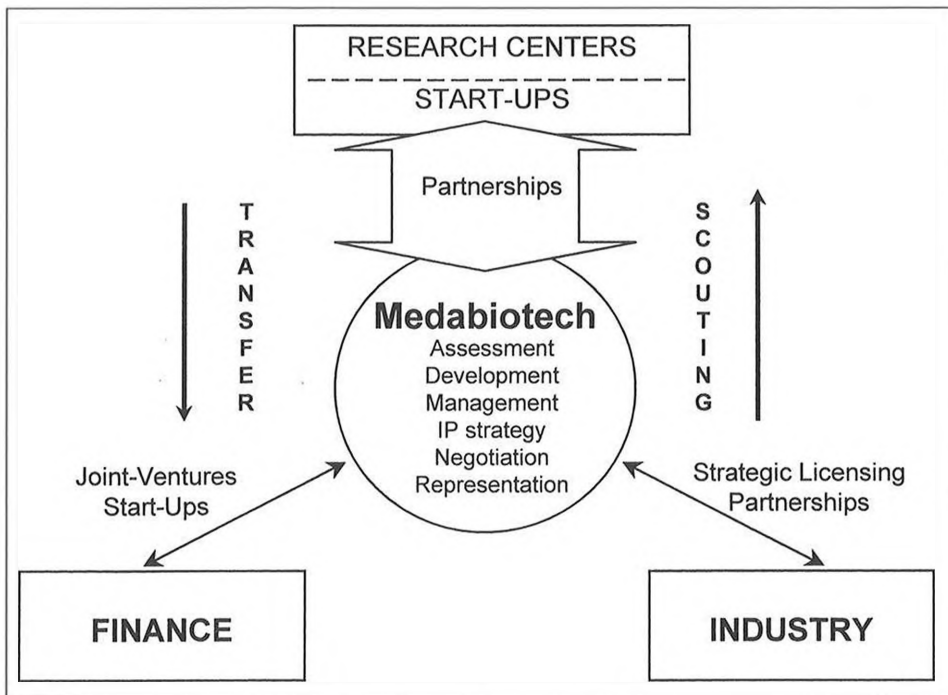 RESEARCH CENTERS
START-UPS
Partnerships
TRANSFER
SCOUTING
Medabiotech
Assessment
Development
Management
IP strategy
Negotiation
Representation
Joint-Ventures
Start-Ups
Strategic Licensing
Partnerships
FINANCE
INDUSTRY